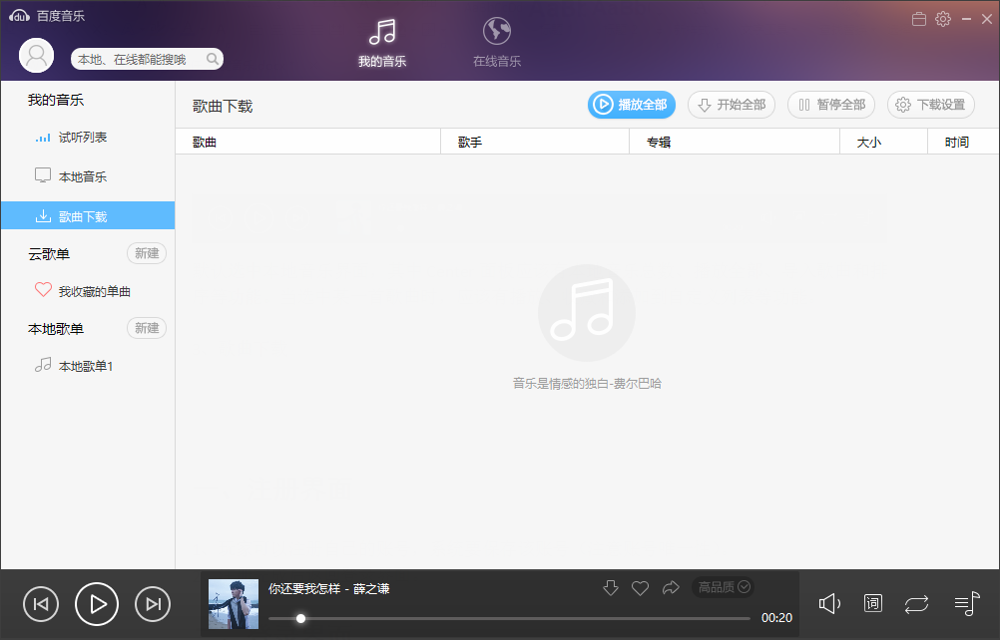 du 百度音乐
本地、在线都能搜哦
我的音乐
在线音乐
我的音乐
试听列表
本地音乐
歌曲下载
云歌单 新建
我收藏的单曲
本地歌单 新建
本地歌单1
歌曲下载 播放全部 开始全部 暂停全部 下载设置
歌曲 歌手 专辑 大小 时间
音乐是情感的独白-费尔巴哈
你还要我怎样 - 薛之谦
高品质
00:20
词